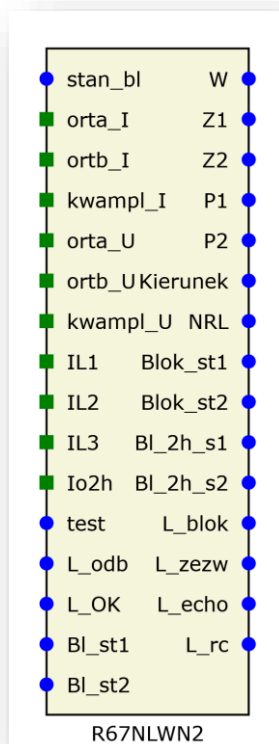 stan_bl W
orta_I Z1
ortb_I Z2
kwampl_I P1
orta_U P2
ortb_U Kierunek
kwampl_U NRL
IL1 Blok_st1
IL2 Blok_st2
IL3 Bl_2h_s1
Io2h Bl_2h_s2
test L_blok
L_odb L_zezw
L_OK L_echo
Bl_st1 L_rc
Bl_st2
R67NLWN2